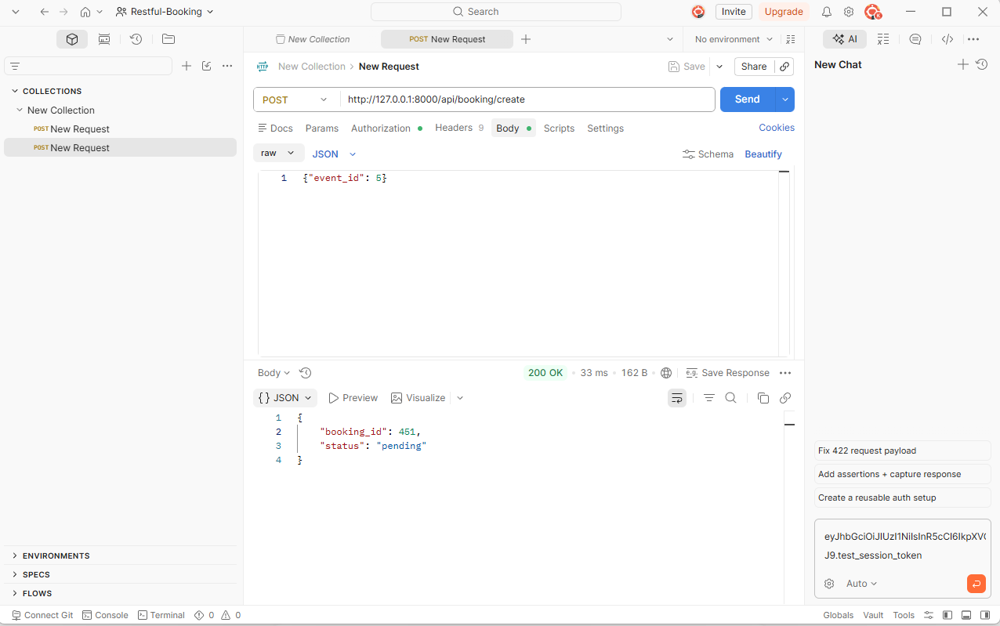 Restful-Booking
Search
Invite
Upgrade
New Collection
POST New Request
No environment
AI
New Collection > New Request
Save
Share
New Chat
COLLECTIONS
New Collection
POST New Request
POST New Request
POST
http://127.0.0.1:8000/api/booking/create
Send
Docs Params Authorization Headers 9 Body Scripts Settings
Cookies
raw
JSON
Schema
Beautify
1 {"event_id": 5}
Body
200 OK • 33 ms • 162 B
e.g. Save Response
{} JSON
Preview
Visualize
1 {
2 "booking_id": 451,
3 "status": "pending"
4 }
Fix 422 request payload
Add assertions + capture response
Create a reusable auth setup
eyJhbGciOiJIUzI1NiIsInR5cCI6IkpXVC
J9.test_session_token
Auto
ENVIRONMENTS
SPECS
FLOWS
Connect Git
Console
Terminal
0
0
Globals
Vault
Tools